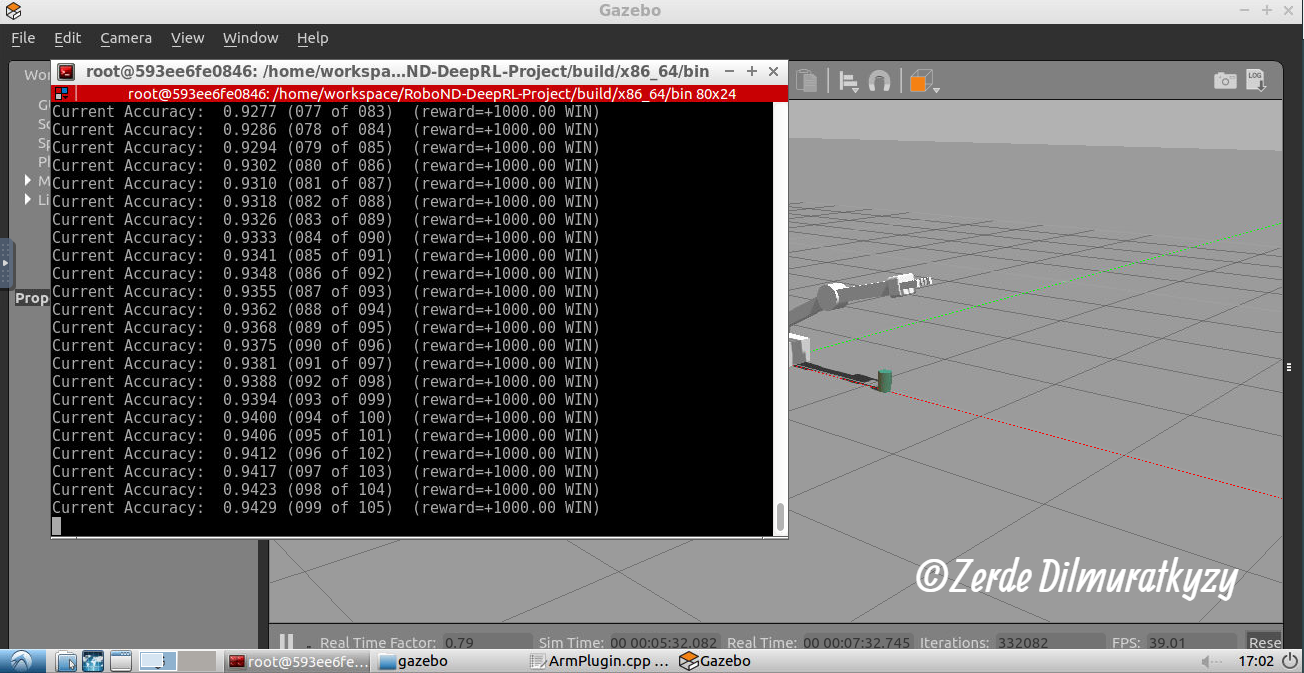 Gazebo
File Edit Camera View Window Help
root@593ee6fe0846: /home/workspa...ND-DeepRL-Project/build/x86_64/bin
root@593ee6fe0846: /home/workspace/RoboND-DeepRL-Project/build/x86_64/bin 80x24
LOG
Current Accuracy: 0.9277 (077 of 083) (reward=+1000.00 WIN)
Current Accuracy: 0.9286 (078 of 084) (reward=+1000.00 WIN)
Current Accuracy: 0.9294 (079 of 085) (reward=+1000.00 WIN)
Current Accuracy: 0.9302 (080 of 086) (reward=+1000.00 WIN)
Current Accuracy: 0.9310 (081 of 087) (reward=+1000.00 WIN)
Current Accuracy: 0.9318 (082 of 088) (reward=+1000.00 WIN)
Current Accuracy: 0.9326 (083 of 089) (reward=+1000.00 WIN)
Current Accuracy: 0.9333 (084 of 090) (reward=+1000.00 WIN)
Current Accuracy: 0.9341 (085 of 091) (reward=+1000.00 WIN)
Current Accuracy: 0.9348 (086 of 092) (reward=+1000.00 WIN)
Current Accuracy: 0.9355 (087 of 093) (reward=+1000.00 WIN)
Current Accuracy: 0.9362 (088 of 094) (reward=+1000.00 WIN)
Current Accuracy: 0.9368 (089 of 095) (reward=+1000.00 WIN)
Current Accuracy: 0.9375 (090 of 096) (reward=+1000.00 WIN)
Current Accuracy: 0.9381 (091 of 097) (reward=+1000.00 WIN)
Current Accuracy: 0.9388 (092 of 098) (reward=+1000.00 WIN)
Current Accuracy: 0.9394 (093 of 099) (reward=+1000.00 WIN)
Current Accuracy: 0.9400 (094 of 100) (reward=+1000.00 WIN)
Current Accuracy: 0.9406 (095 of 101) (reward=+1000.00 WIN)
Current Accuracy: 0.9412 (096 of 102) (reward=+1000.00 WIN)
Current Accuracy: 0.9417 (097 of 103) (reward=+1000.00 WIN)
Current Accuracy: 0.9423 (098 of 104) (reward=+1000.00 WIN)
Current Accuracy: 0.9429 (099 of 105) (reward=+1000.00 WIN)
Prop
©Zerde Dilmuratkyzy
Real Time Factor: 0.79 Sim Time: 00 00:05:32.082 Real Time: 00 00:07:32.745 Iterations: 332082 FPS: 39.01 Rese
root@593ee6fe... gazebo ArmPlugin.cpp ... Gazebo 17:02